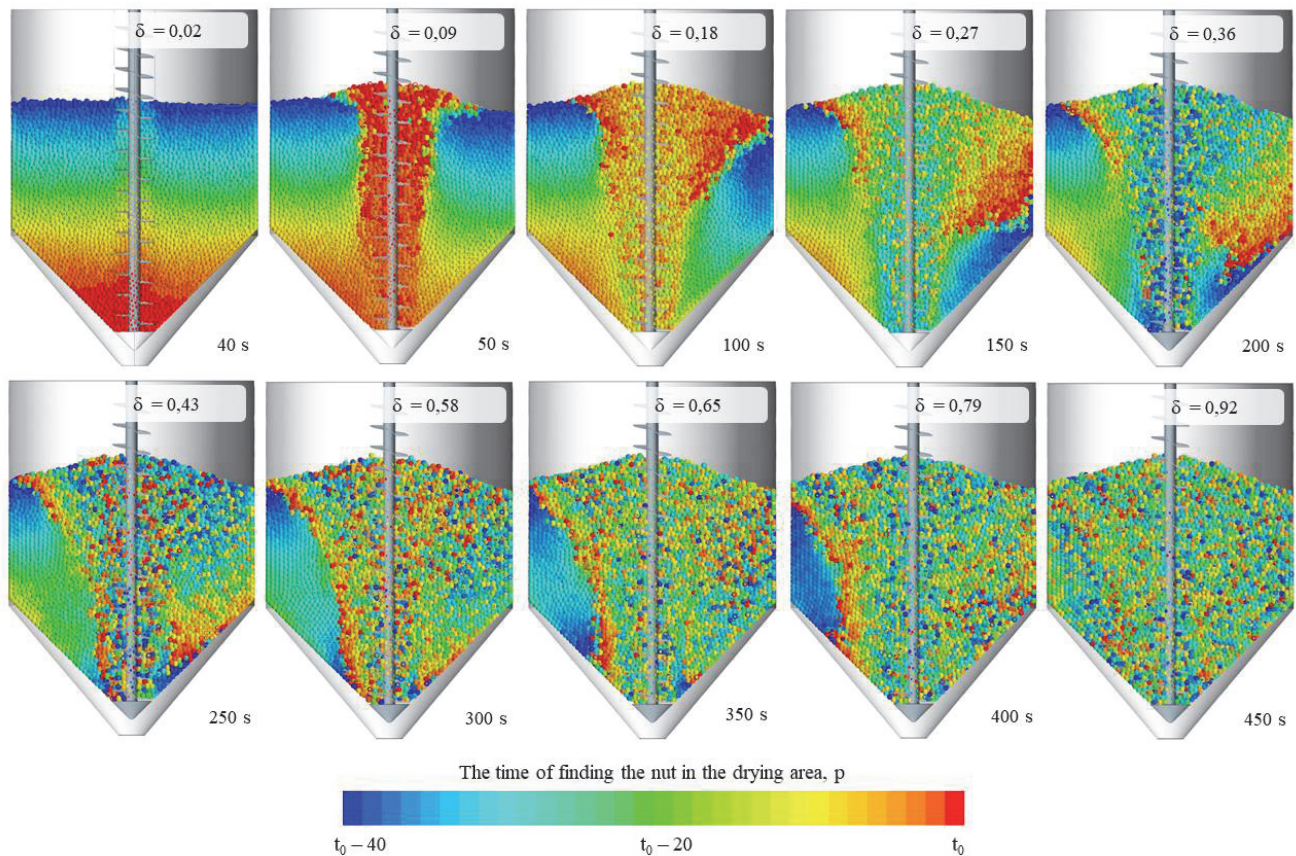 δ = 0,02
δ = 0,09
δ = 0,18
δ = 0,27
δ = 0,36
40 s
50 s
100 s
150 s
200 s
δ = 0,43
δ = 0,58
δ = 0,65
δ = 0,79
δ = 0,92
250 s
300 s
350 s
400 s
450 s
The time of finding the nut in the drying area, p
t₀ – 40
t₀ – 20
t₀